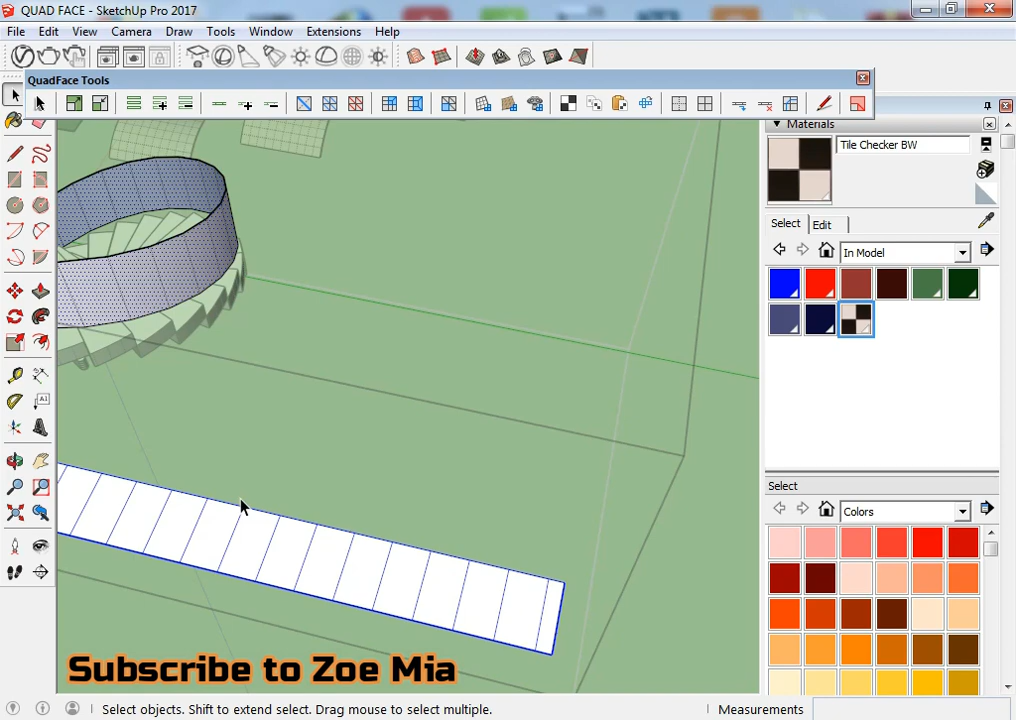 QUAD FACE - SketchUp Pro 2017
File Edit View Camera Draw Tools Window Extensions Help
QuadFace Tools
Materials
Tile Checker BW
Select Edit
In Model
Select
Colors
A1
Subscribe to Zoe Mia
Select objects. Shift to extend select. Drag mouse to select multiple.
Measurements